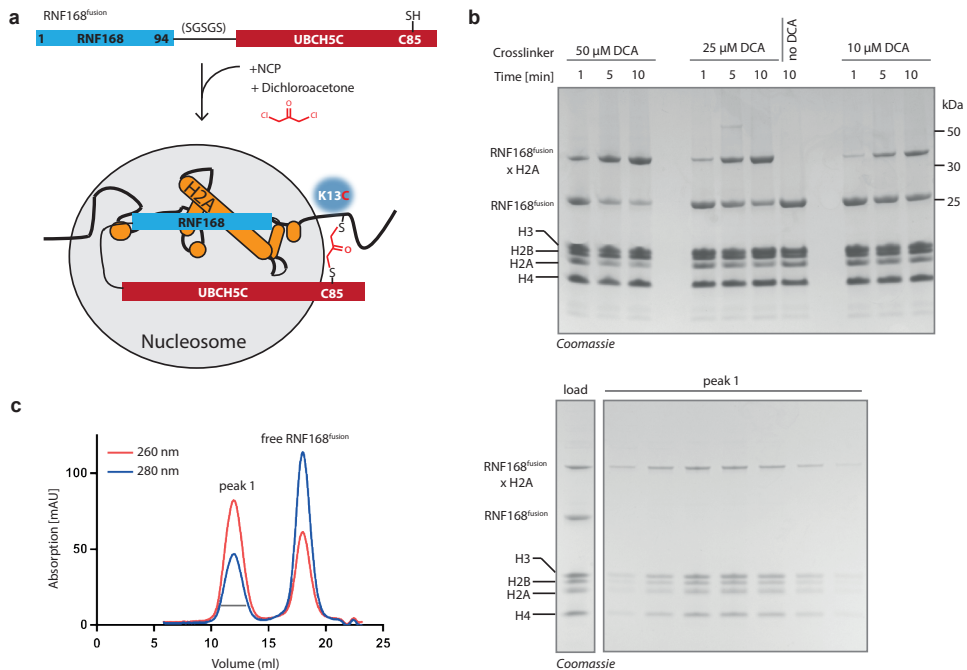 a
RNF168fusion
1 RNF168 94
(SGSGS)
SH
UBCH5C C85
+NCP
+ Dichloroacetone
Cl O Cl
H2A
K13C
RNF168
S
O
S
UBCH5C C85
Nucleosome
b
Crosslinker 50 µM DCA 25 µM DCA no DCA 10 µM DCA
Time [min] 1 5 10 1 5 10 10 1 5 10
kDa
50
RNF168fusion
x H2A
30
RNF168fusion
25
H3
H2B
H2A
H4
Coomassie
c
260 nm
280 nm
free RNF168fusion
peak 1
Absorption [mAU]
100
50
0
0 5 10 15 20 25
Volume (ml)
load peak 1
RNF168fusion
x H2A
RNF168fusion
H3
H2B
H2A
H4
Coomassie